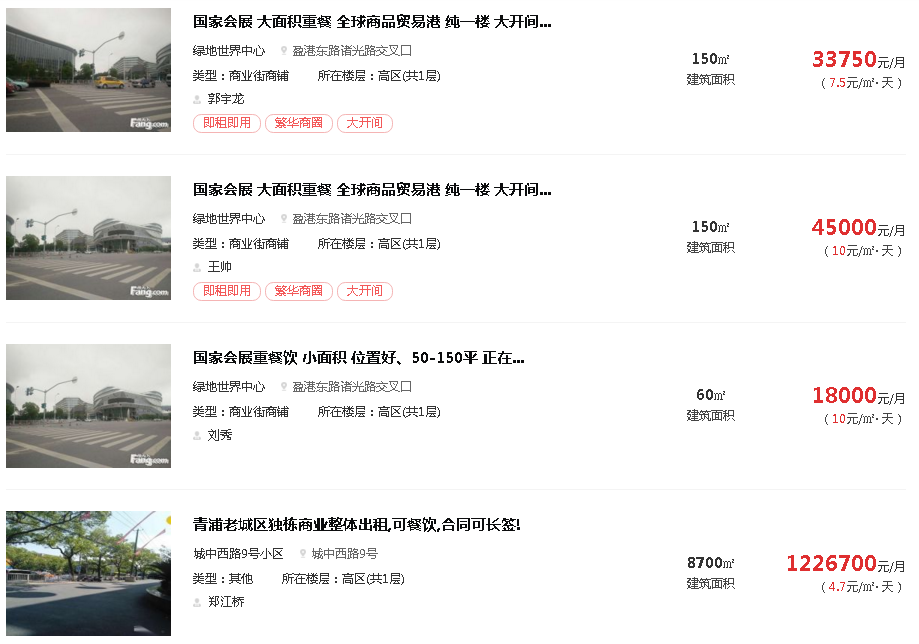 国家会展 大面积重餐 全球商品贸易港 纯一楼 大开间...
绿地世界中心 盈港东路诸光路交叉口
类型：商业街商铺 所在楼层：高区(共1层)
郭宇龙
即租即用 繁华商圈 大开间
150㎡
建筑面积
33750元/月
（ 7.5元/㎡· 天 ）
Fang.com
国家会展 大面积重餐 全球商品贸易港 纯一楼 大开间...
绿地世界中心 盈港东路诸光路交叉口
类型：商业街商铺 所在楼层：高区(共1层)
王帅
即租即用 繁华商圈 大开间
150㎡
建筑面积
45000元/月
（ 10元/㎡· 天 ）
Fang.com
国家会展重餐饮 小面积 位置好、50-150平 正在...
绿地世界中心 盈港东路诸光路交叉口
类型：商业街商铺 所在楼层：高区(共1层)
刘秀
60㎡
建筑面积
18000元/月
（ 10元/㎡· 天 ）
Fang.com
青浦老城区独栋商业整体出租,可餐饮,合同可长签!
城中西路9号小区 城中西路9号
类型：其他 所在楼层：高区(共1层)
郑江桥
8700㎡
建筑面积
1226700元/月
（ 4.7元/㎡· 天 ）